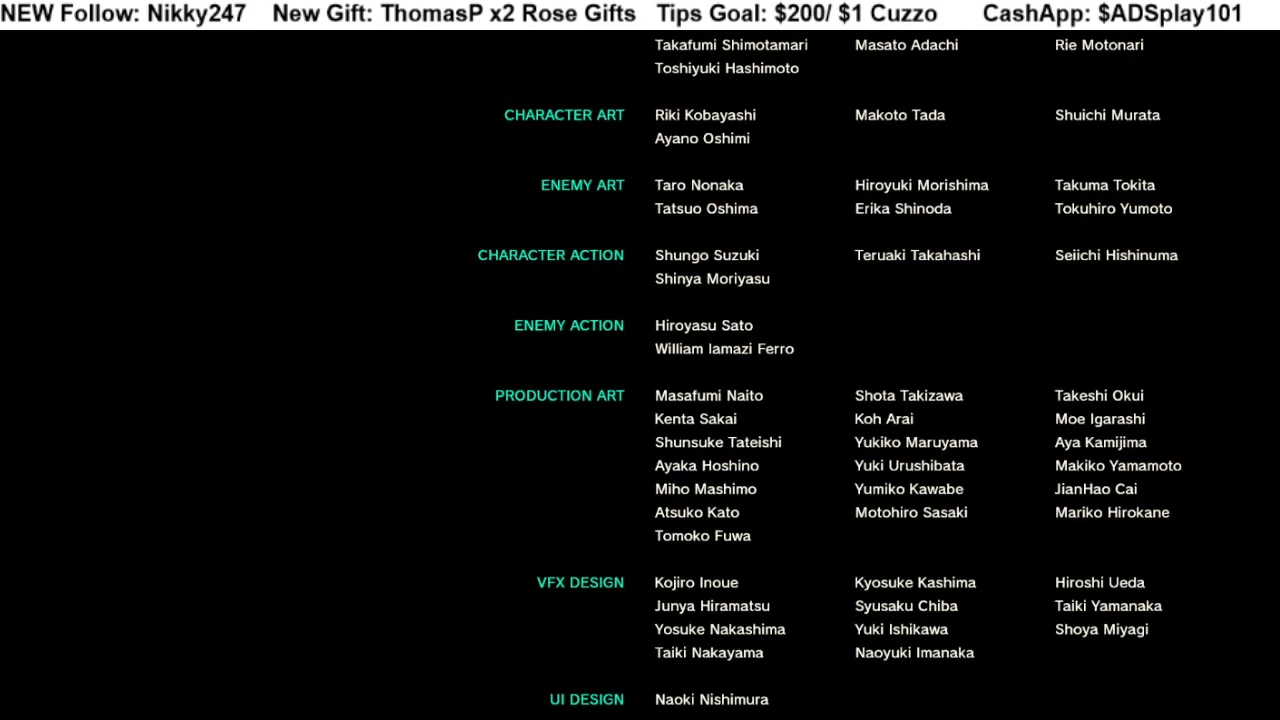 NEW Follow: Nikky247 New Gift: ThomasP x2 Rose Gifts Tips Goal: $200/ $1 Cuzzo CashApp: $ADSplay101
Takafumi Shimotamari Masato Adachi Rie Motonari
Toshiyuki Hashimoto
CHARACTER ART Riki Kobayashi Makoto Tada Shuichi Murata
Ayano Oshimi
ENEMY ART Taro Nonaka Hiroyuki Morishima Takuma Tokita
Tatsuo Oshima Erika Shinoda Tokuhiro Yumoto
CHARACTER ACTION Shungo Suzuki Teruaki Takahashi Seiichi Hishinuma
Shinya Moriyasu
ENEMY ACTION Hiroyasu Sato
William Iamazi Ferro
PRODUCTION ART Masafumi Naito Shota Takizawa Takeshi Okui
Kenta Sakai Koh Arai Moe Igarashi
Shunsuke Tateishi Yukiko Maruyama Aya Kamijima
Ayaka Hoshino Yuki Urushibata Makiko Yamamoto
Miho Mashimo Yumiko Kawabe JianHao Cai
Atsuko Kato Motohiro Sasaki Mariko Hirokane
Tomoko Fuwa
VFX DESIGN Kojiro Inoue Kyosuke Kashima Hiroshi Ueda
Junya Hiramatsu Syusaku Chiba Taiki Yamanaka
Yosuke Nakashima Yuki Ishikawa Shoya Miyagi
Taiki Nakayama Naoyuki Imanaka
UI DESIGN Naoki Nishimura